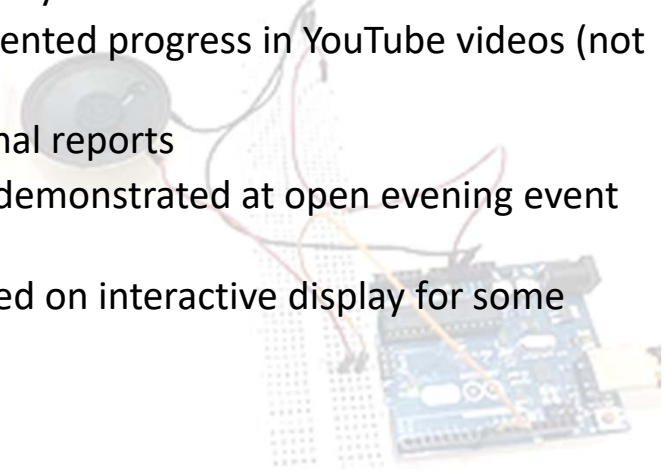 ented progress in YouTube videos (not
nal reports
demonstrated at open evening event
ed on interactive display for some